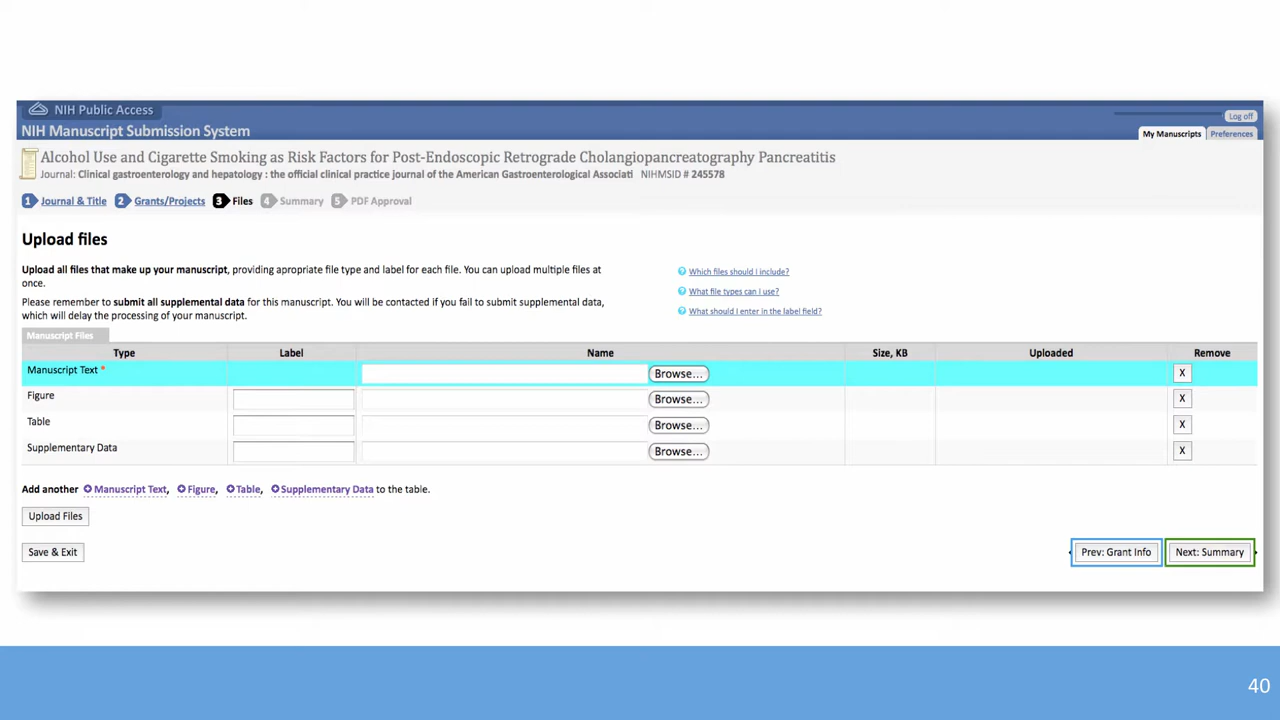 NIH Public Access
NIH Manuscript Submission System
Log off
My Manuscripts Preferences
Alcohol Use and Cigarette Smoking as Risk Factors for Post-Endoscopic Retrograde Cholangiopancreatography Pancreatitis
Journal: Clinical gastroenterology and hepatology : the official clinical practice journal of the American Gastroenterological Associati NIHMSID # 245578
1 Journal & Title 2 Grants/Projects 3 Files 4 Summary 5 PDF Approval
Upload files
Upload all files that make up your manuscript, providing apropriate file type and label for each file. You can upload multiple files at
once.
Please remember to submit all supplemental data for this manuscript. You will be contacted if you fail to submit supplemental data,
which will delay the processing of your manuscript.
? Which files should I include?
? What file types can i use?
? What should I enter in the label field?
Manuscript Files
Type Label Name Size, KB Uploaded Remove
Manuscript Text * Browse... X
Figure Browse... X
Table Browse... X
Supplementary Data Browse... X
Add another Manuscript Text, Figure, Table, Supplementary Data to the table.
Upload Files
Save & Exit
Prev: Grant Info Next: Summary
40